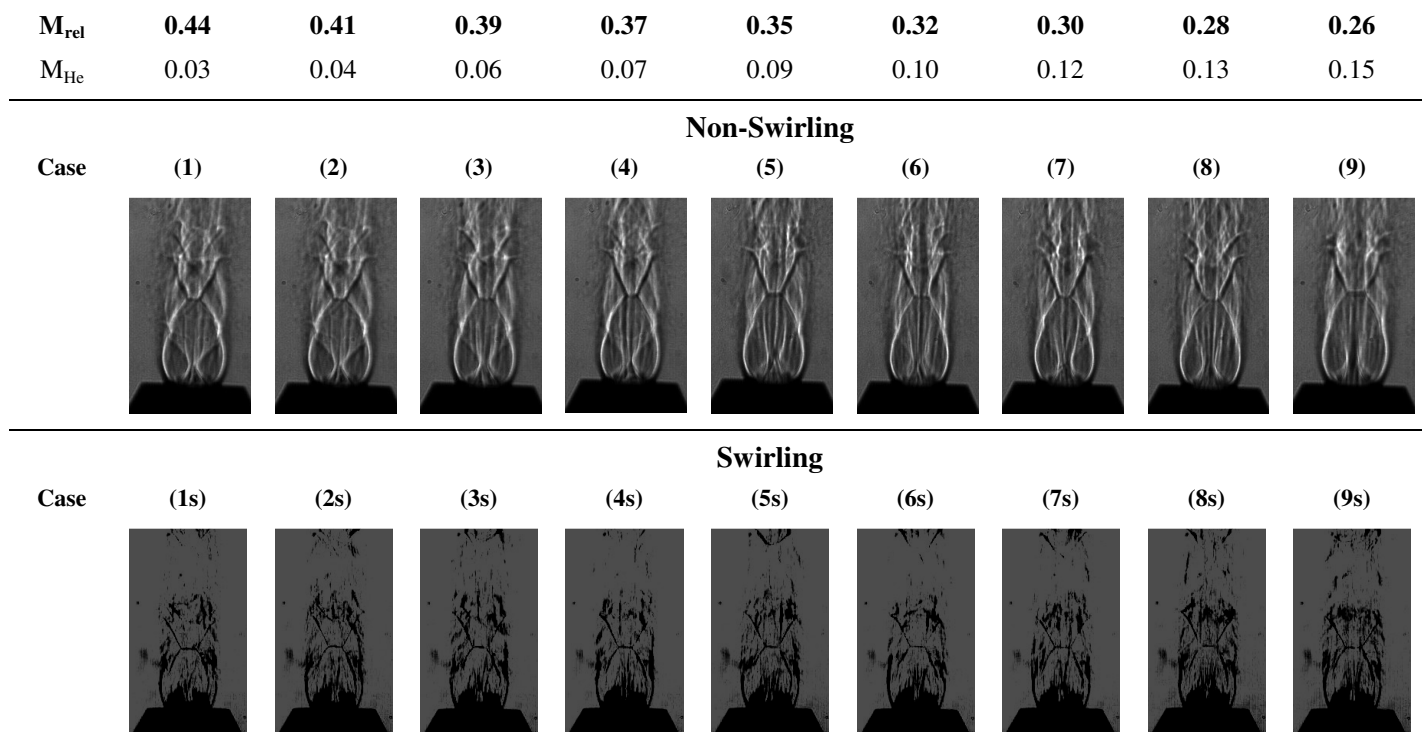 M_rel 0.44 0.41 0.39 0.37 0.35 0.32 0.30 0.28 0.26
M_He 0.03 0.04 0.06 0.07 0.09 0.10 0.12 0.13 0.15
Non-Swirling
Case (1) (2) (3) (4) (5) (6) (7) (8) (9)
Swirling
Case (1s) (2s) (3s) (4s) (5s) (6s) (7s) (8s) (9s)